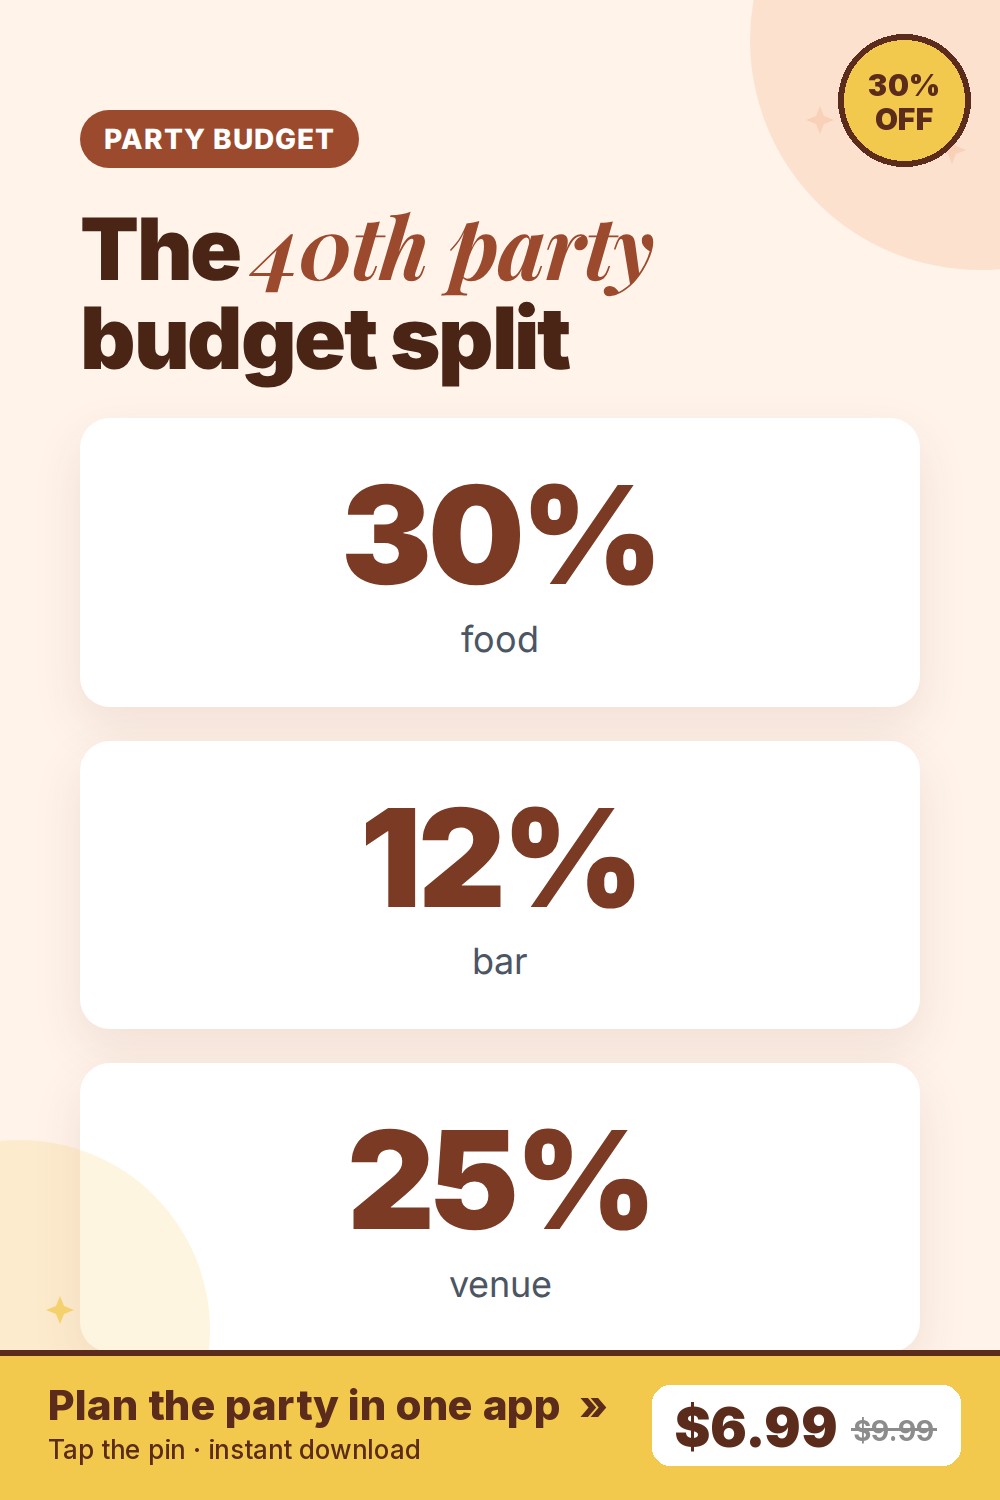 30%
OFF
PARTY BUDGET
The 40th party
budget split
30%
food
12%
bar
25%
venue
Plan the party in one app »
Tap the pin · instant download
$6.99 $9.99